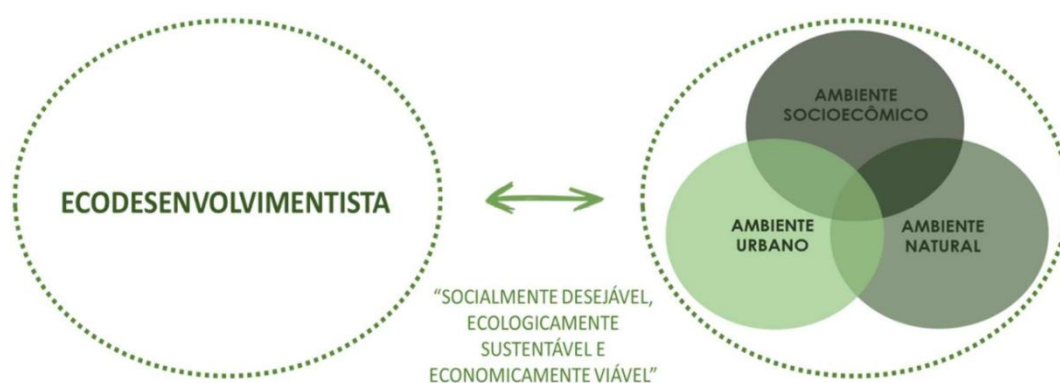 ECODESENVOLVIMENTISTA
"SOCIALMENTE DESEJÁVEL,
ECOLOGICAMENTE
SUSTENTÁVEL E
ECONOMICAMENTE VIÁVEL"
AMBIENTE
SOCIOECÔMICO
AMBIENTE
URBANO
AMBIENTE
NATURAL